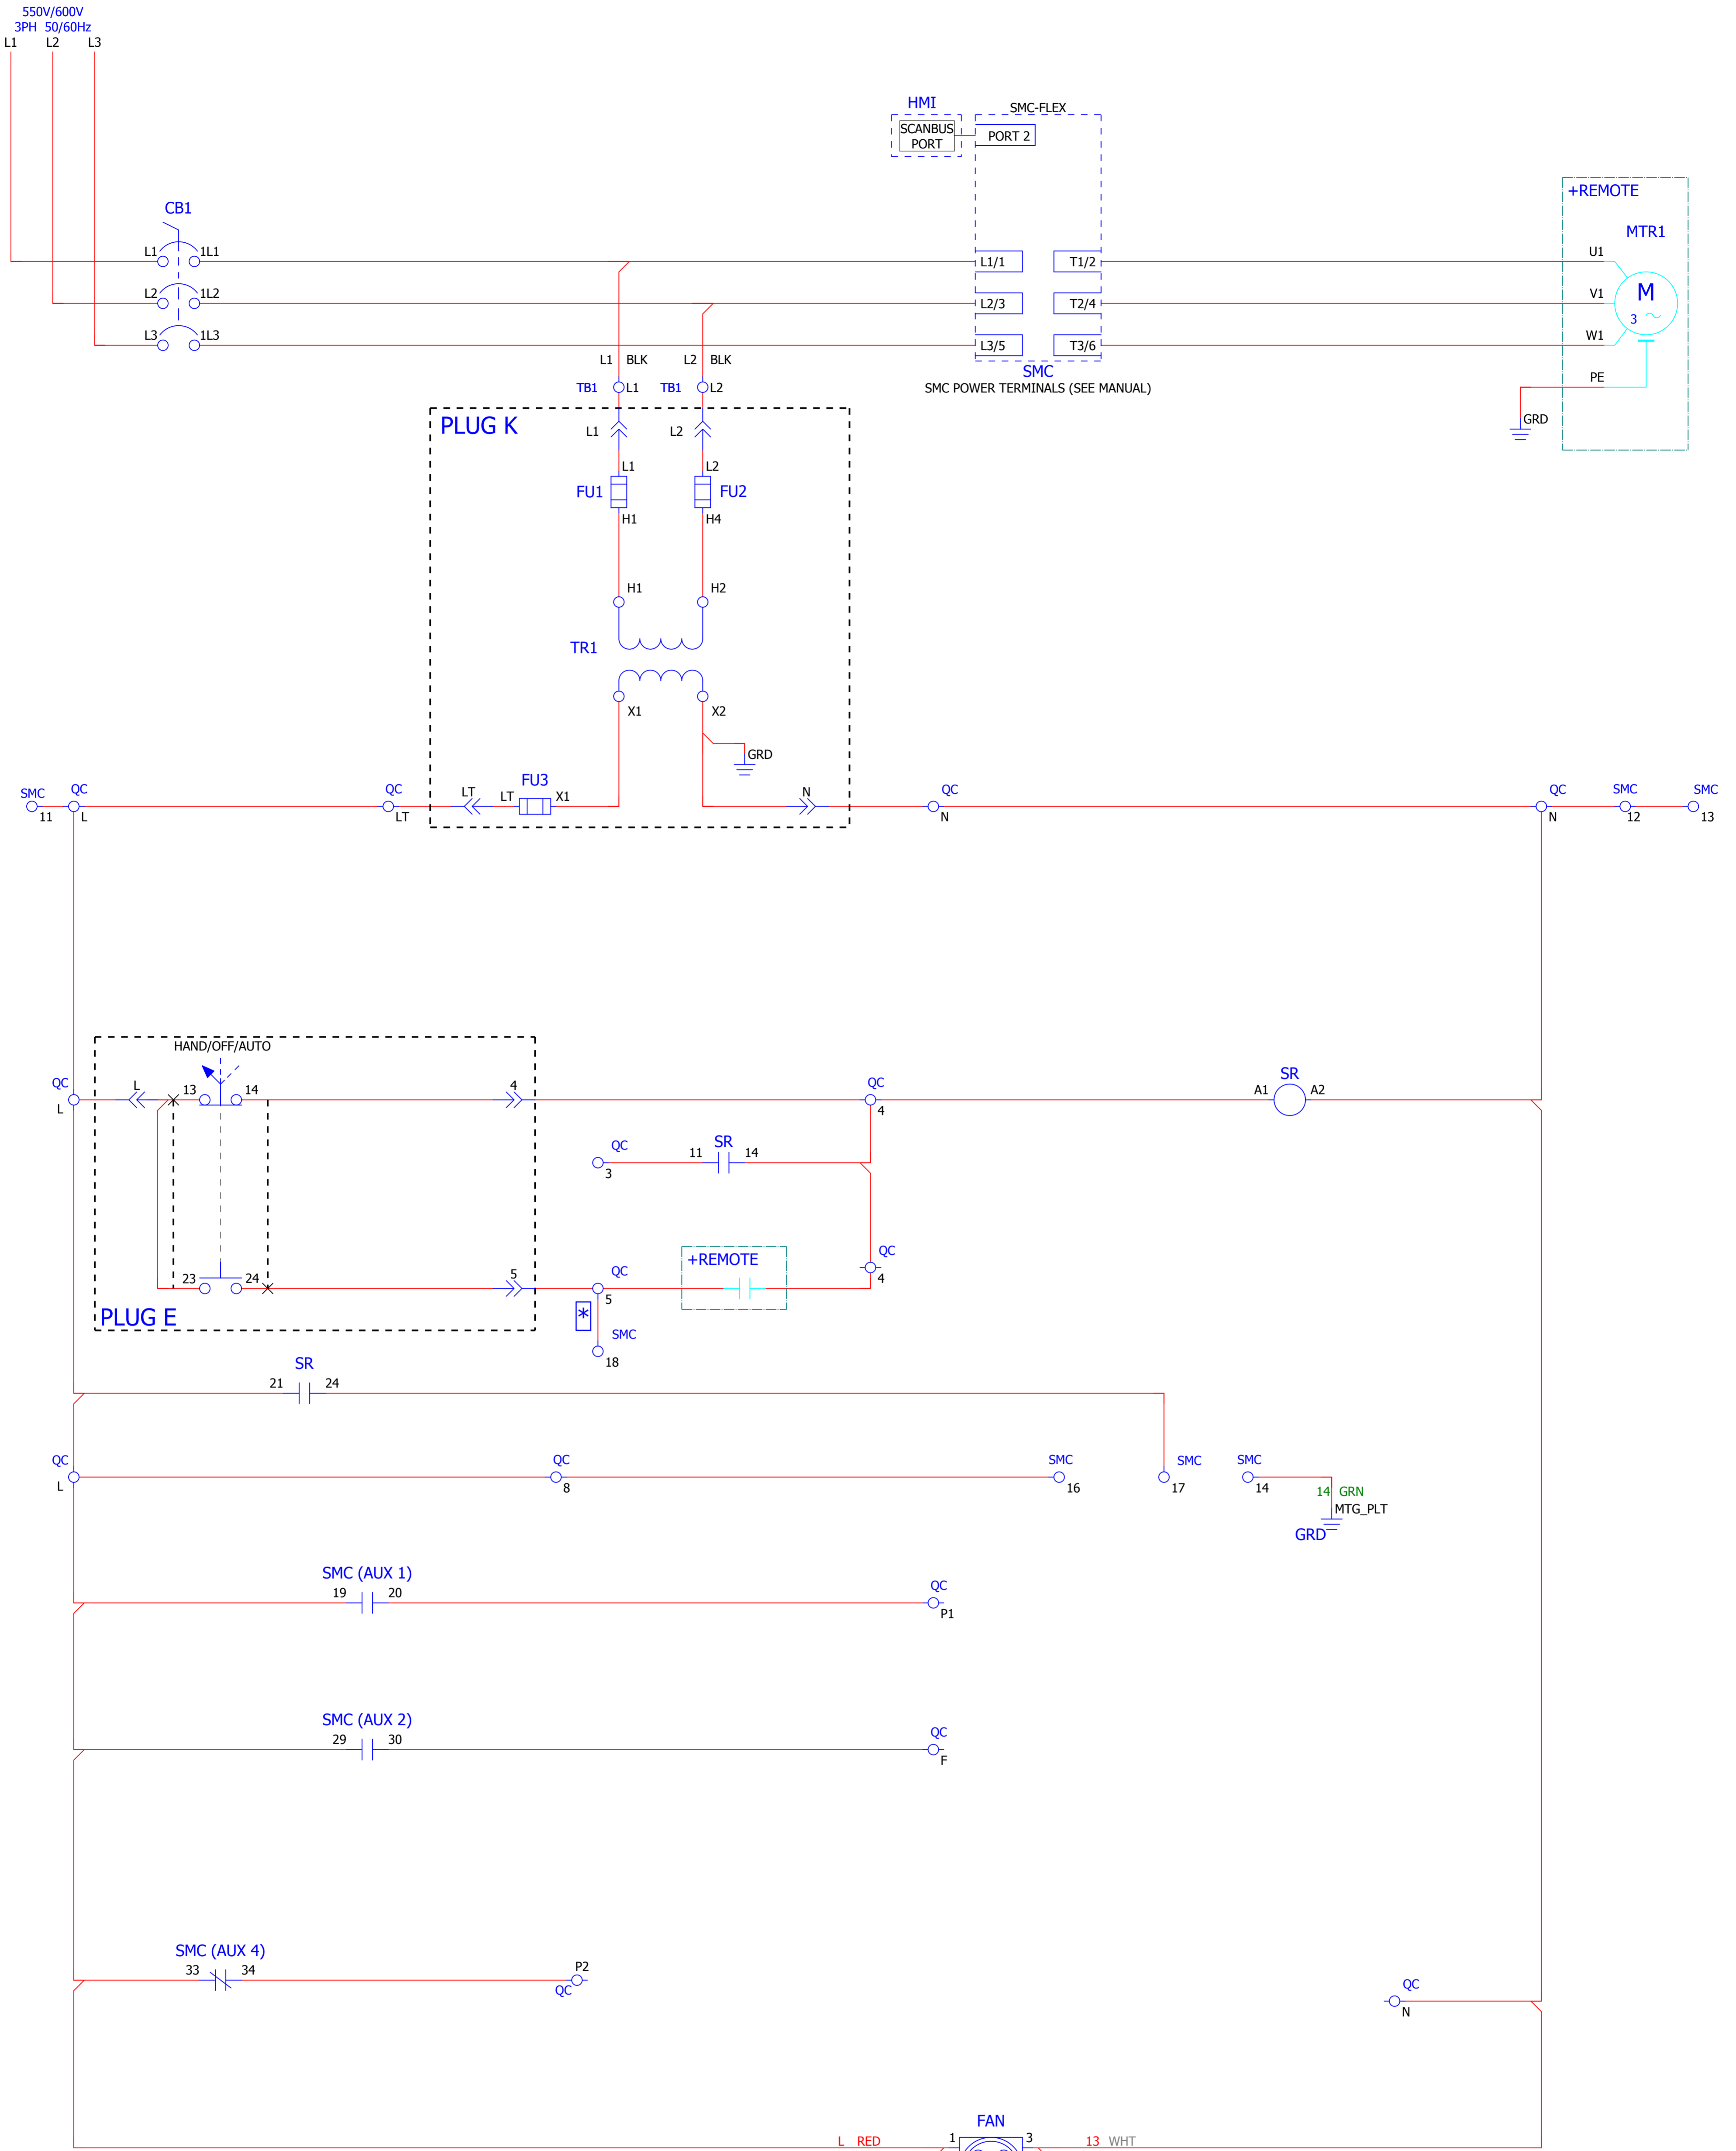 550V/600V
3PH 50/60Hz
L1 L2 L3
HMI
SMC-FLEX
SCANBUS
PORT
PORT 2
+REMOTE
CB1
MTR1
L1 1L1
L1/1 T1/2
U1
L2 1L2
L2/3 T2/4
V1
M
3
L3 1L3
L3/5 T3/6
W1
L1 BLK L2 BLK
SMC
PE
TB1 L1 TB1 L2
SMC POWER TERMINALS (SEE MANUAL)
PLUG K
L1 L2
GRD
L1 L2
FU1 FU2
H1 H4
H1 H2
TR1
X1 X2
GRD
FU3
SMC QC QC
LT LT X1 N
QC QC SMC SMC
11 L LT N N 12 13
HAND/OFF/AUTO
QC L 13 14 4 QC SR
A1 A2
L 4
QC SR
11 14
3
+REMOTE
QC
4
23 24 5 QC
5
PLUG E
*
SMC
18
SR
21 24
QC QC SMC SMC SMC
L 8 16 17 14
14 GRN
MTG_PLT
GRD
SMC (AUX 1)
19 20 QC
P1
SMC (AUX 2)
29 30 QC
F
SMC (AUX 4)
33 34 P2
QC
QC
N
FAN
L RED 1 3 13 WHT